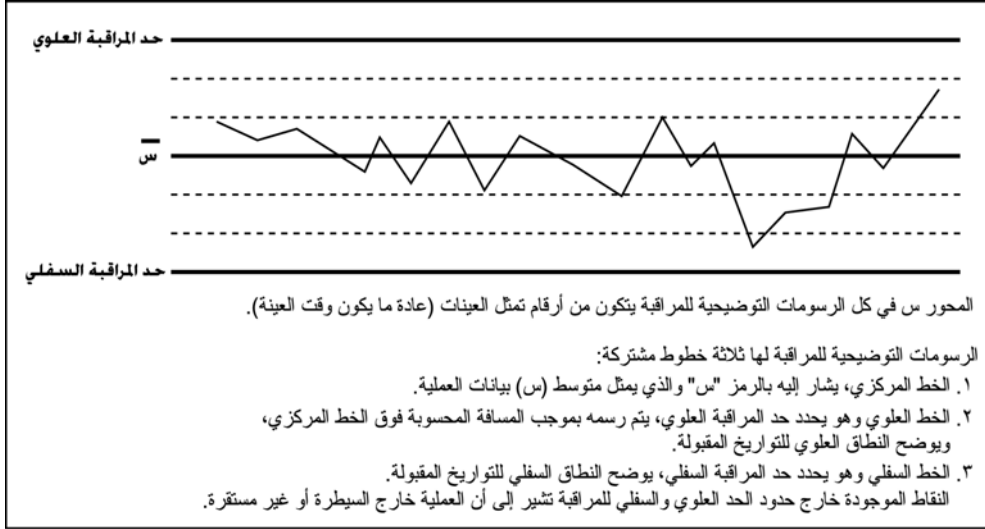 حد المراقبة العلوي
س
حد المراقبة السفلي
المحور س في كل الرسومات التوضيحية للمراقبة يتكون من أرقام تمثل العينات (عادة ما يكون وقت العينة).
الرسومات التوضيحية للمراقبة لها ثلاثة خطوط مشتركة:
١. الخط المركزي، يشار إليه بالرمز "س" والذي يمثل متوسط (س) بيانات العملية.
٢. الخط العلوي وهو يحدد حد المراقبة العلوي، يتم رسمه بموجب المسافة المحسوبة فوق الخط المركزي،
ويوضح النطاق العلوي للتواريخ المقبولة.
٣. الخط السفلي وهو يحدد حد المراقبة السفلي، يوضح النطاق السفلي للتواريخ المقبولة.
النقاط الموجودة خارج حدود الحد العلوي والسفلي للمراقبة تشير إلى أن العملية خارج السيطرة أو غير مستقرة.